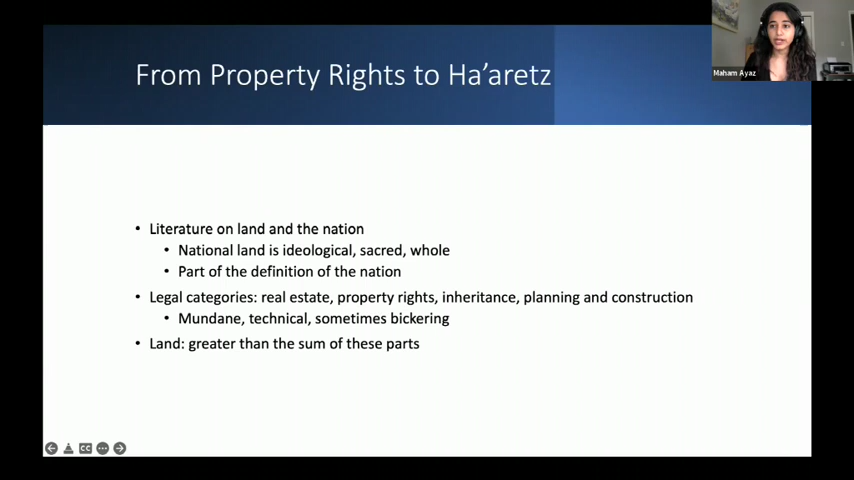 From Property Rights to Ha'aretz
Maham Ayaz
• Literature on land and the nation
• National land is ideological, sacred, whole
• Part of the definition of the nation
• Legal categories: real estate, property rights, inheritance, planning and construction
• Mundane, technical, sometimes bickering
• Land: greater than the sum of these parts
CC